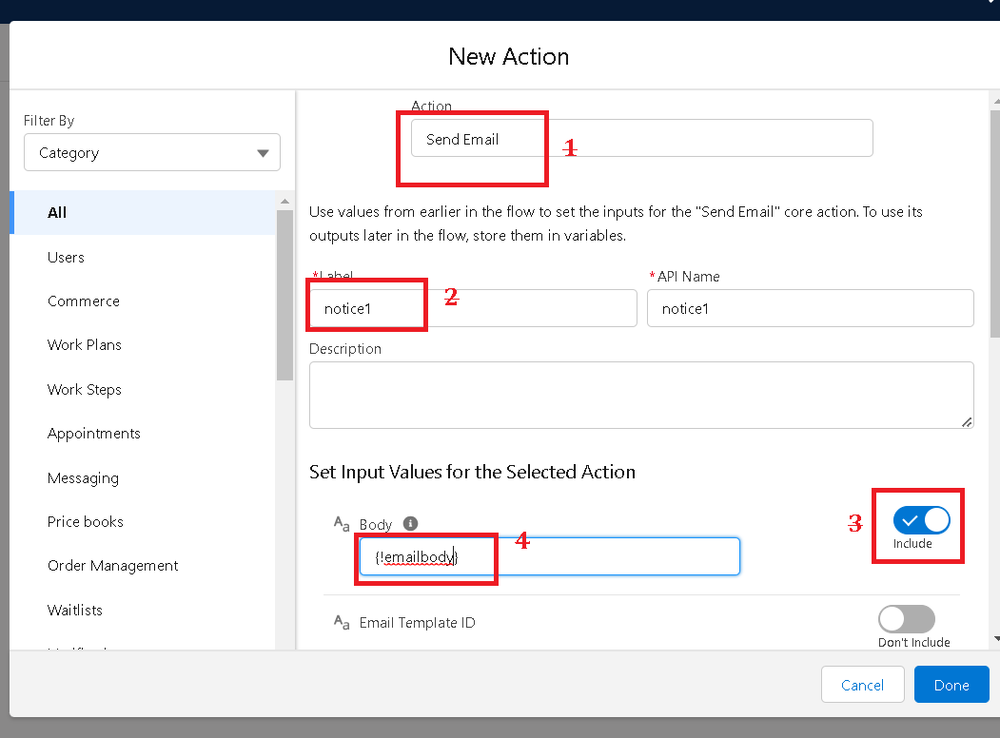 New Action
Filter By
Category
All
Users
Commerce
Work Plans
Work Steps
Appointments
Messaging
Price books
Order Management
Waitlists
Action
Send Email
1
Use values from earlier in the flow to set the inputs for the "Send Email" core action. To use its
outputs later in the flow, store them in variables.
*Label
2
* API Name
notice1
notice1
Description
Set Input Values for the Selected Action
Aa Body i
3
Include
{!emailbody}
4
Aa Email Template ID
Don't Include
Cancel
Done